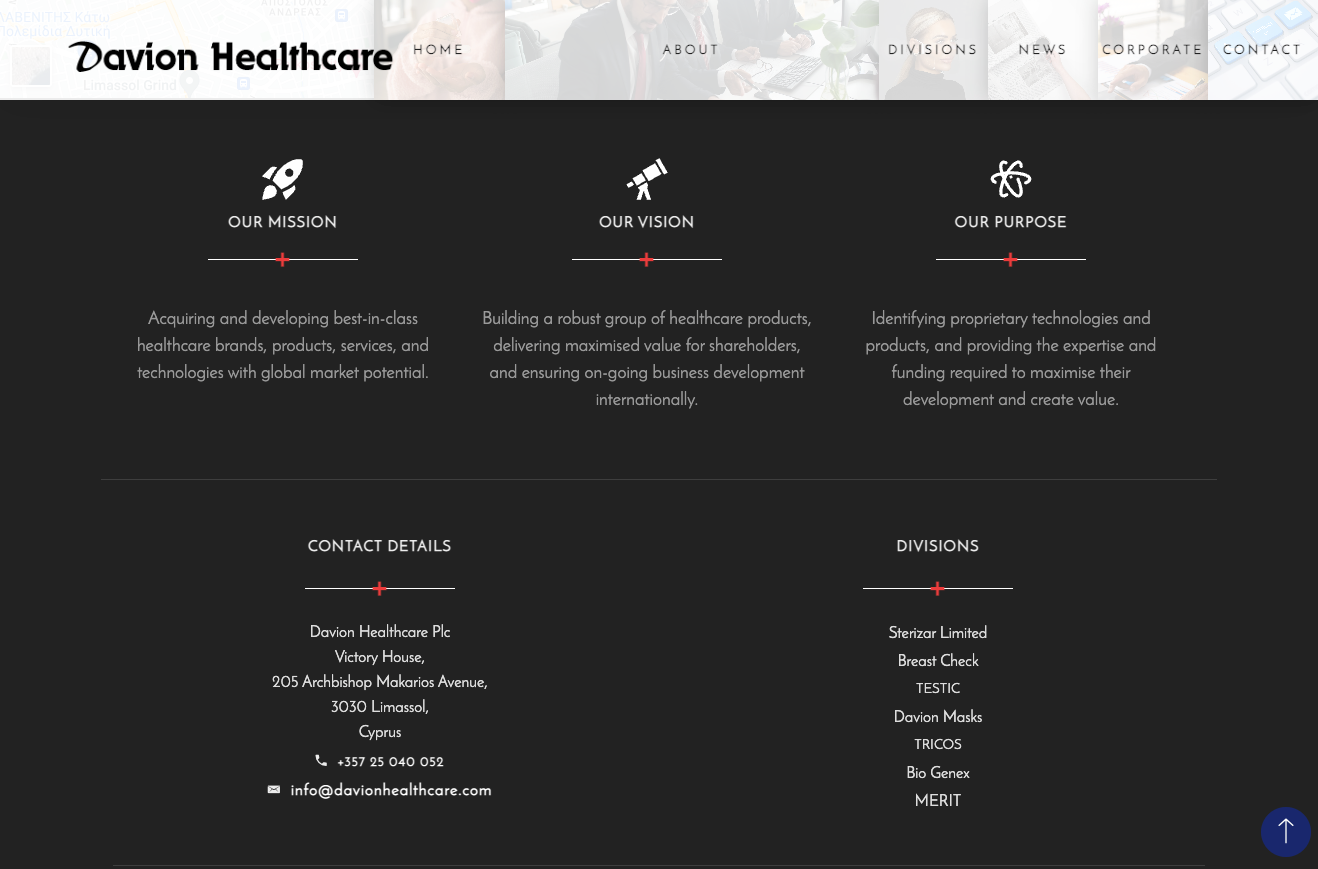 ΛΑΒΕΝΙΤΗΣ Κάτω
Πολεμίδια Δυτική
ΑΠΟΣΤΟΛΟΣ
ΑΝΔΡΕΑΣ
Limassol Grind
Davion Healthcare
HOME
ABOUT
DIVISIONS
NEWS
CORPORATE
CONTACT
OUR MISSION
Acquiring and developing best-in-class
healthcare brands, products, services, and
technologies with global market potential.
OUR VISION
Building a robust group of healthcare products,
delivering maximised value for shareholders,
and ensuring on-going business development
internationally.
OUR PURPOSE
Identifying proprietary technologies and
products, and providing the expertise and
funding required to maximise their
development and create value.
CONTACT DETAILS
Davion Healthcare Plc
Victory House,
205 Archbishop Makarios Avenue,
3030 Limassol,
Cyprus
+357 25 040 052
info@davionhealthcare.com
DIVISIONS
Sterizar Limited
Breast Check
TESTIC
Davion Masks
TRICOS
Bio Genex
MERIT